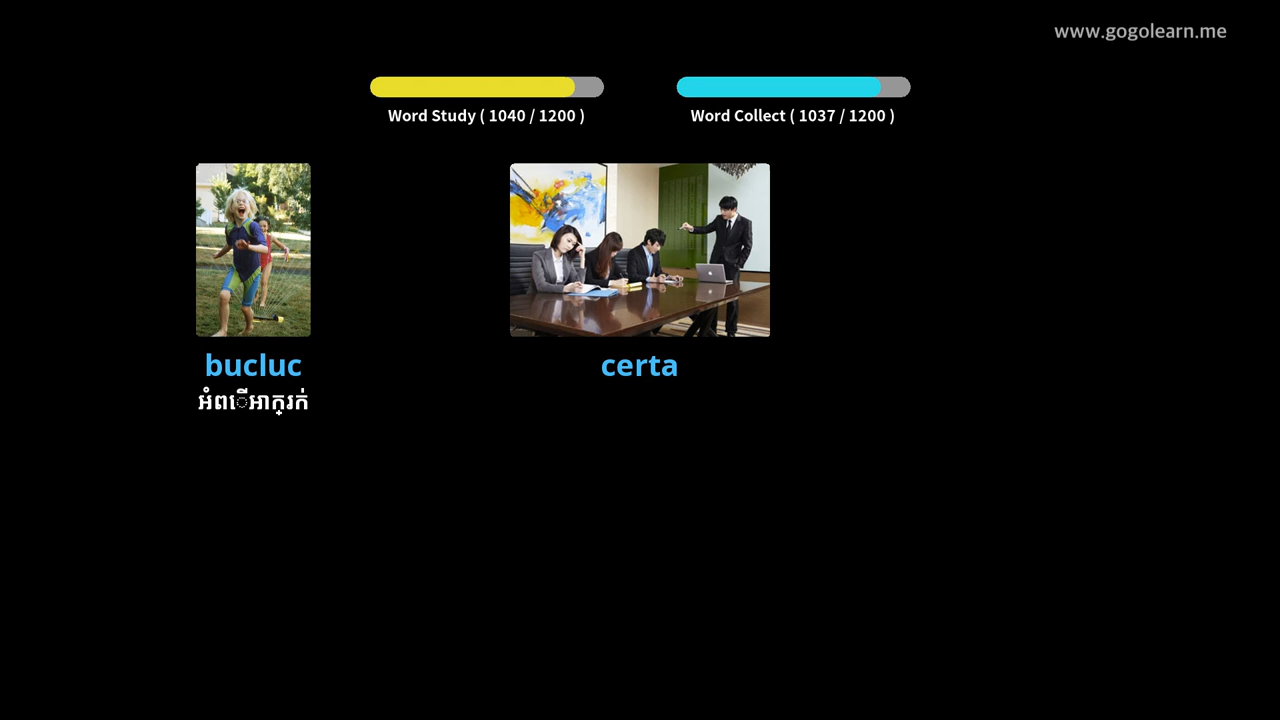 www.gogolearn.me
Word Study ( 1040 / 1200 )
Word Collect ( 1037 / 1200 )
bucluc
certa
អំពើអាក្រក់